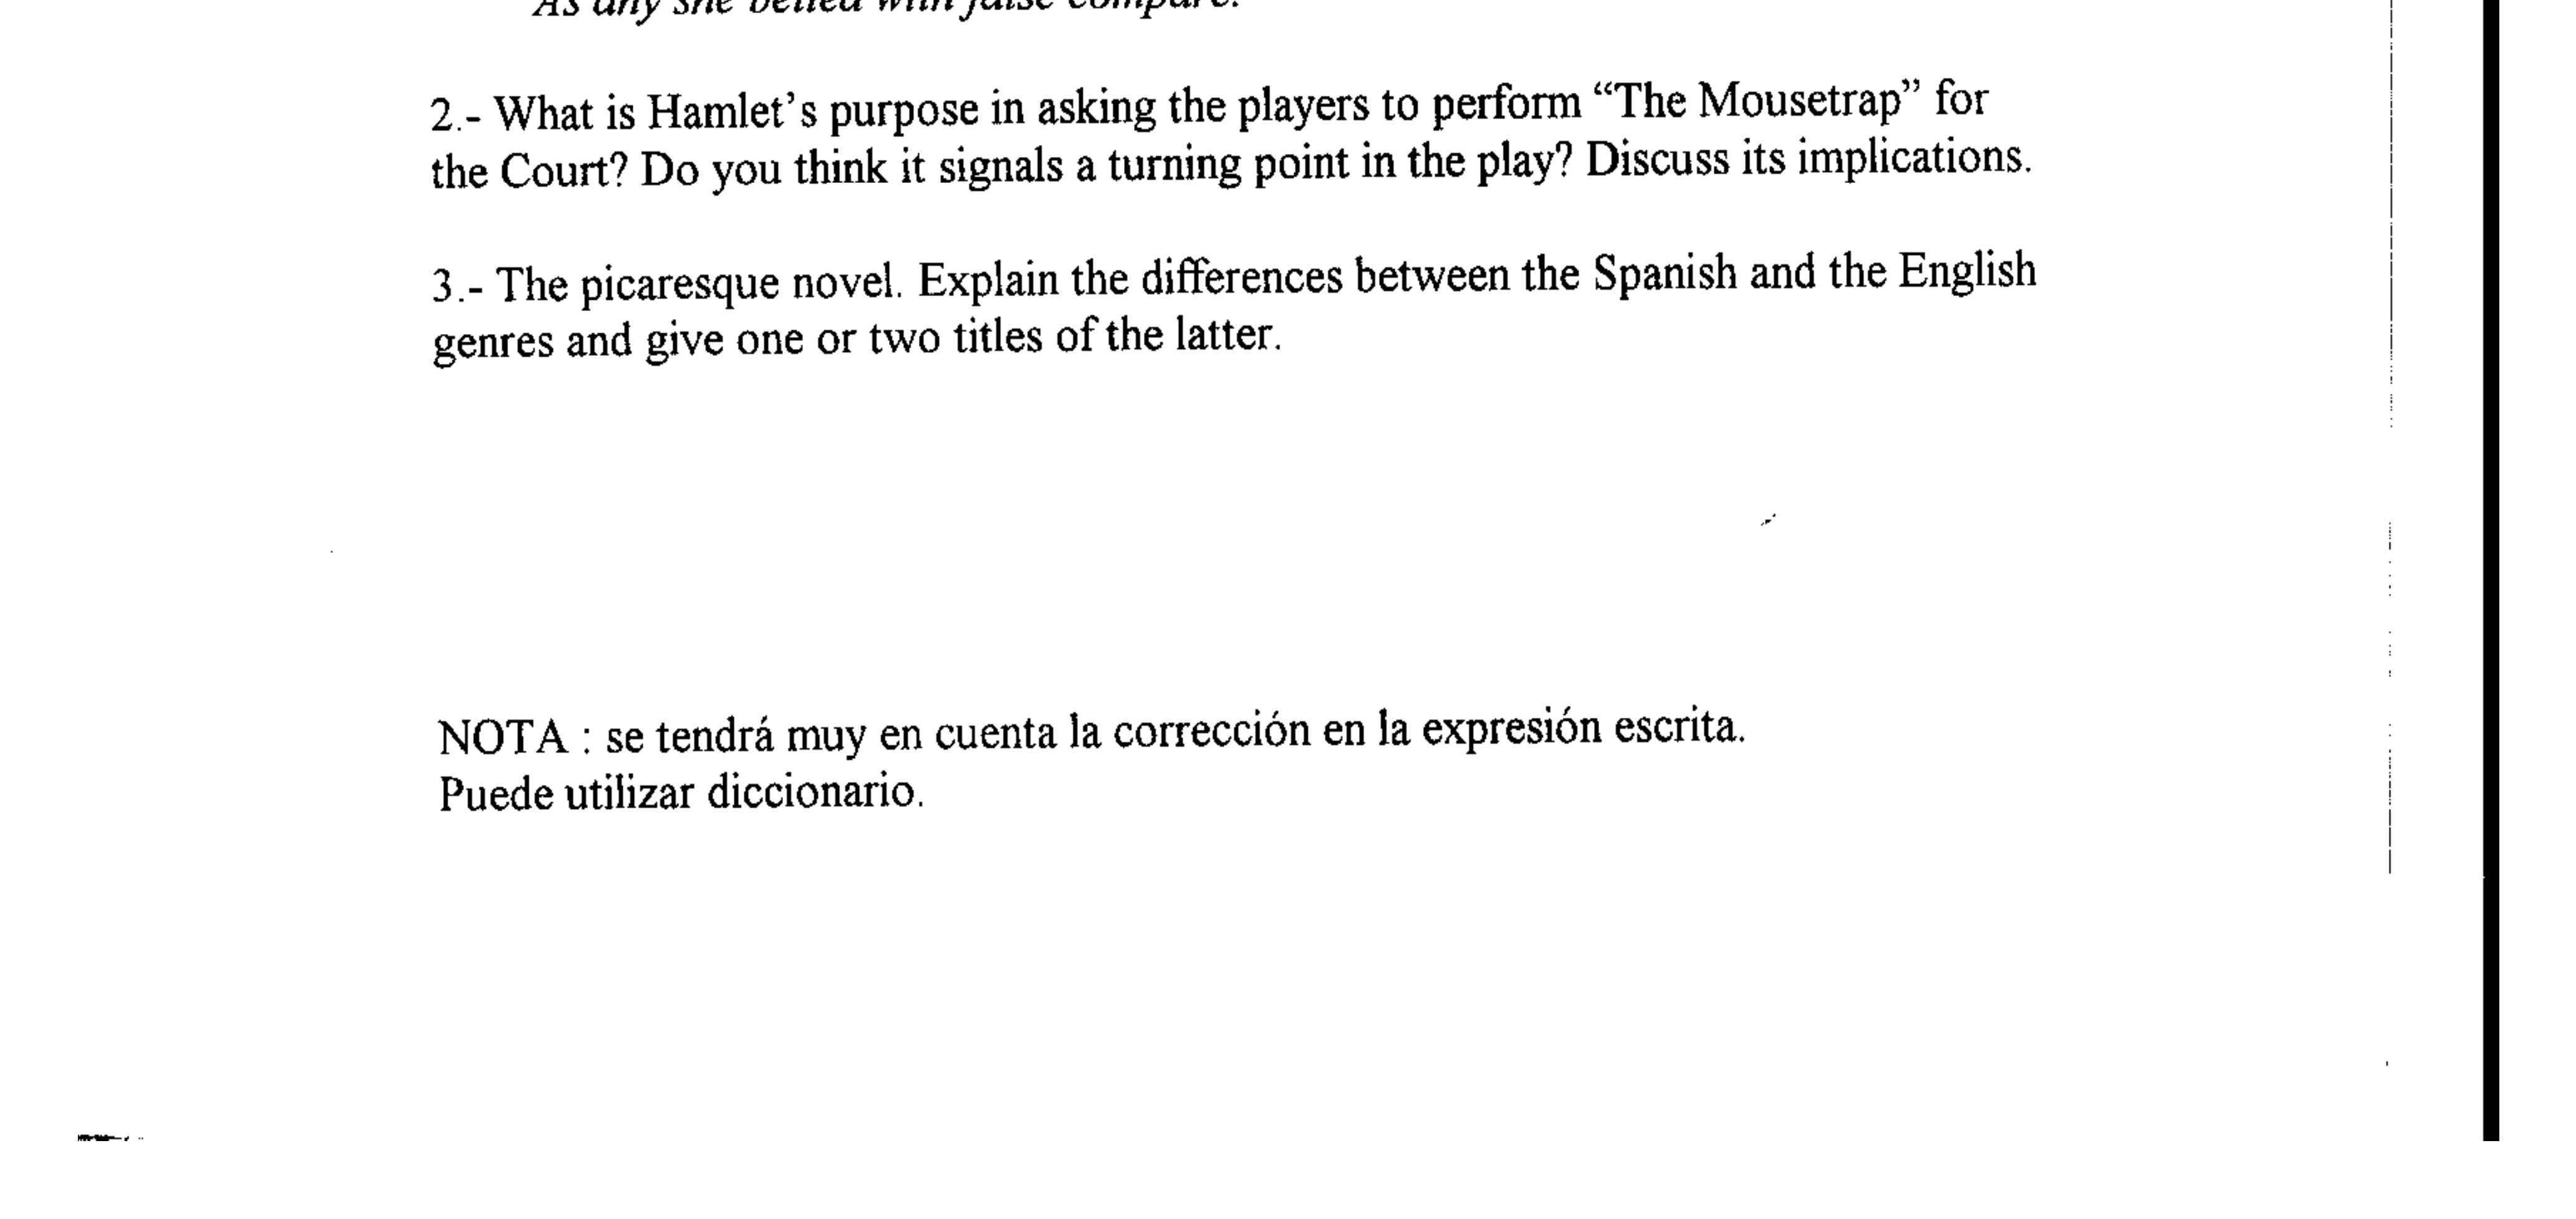 As any she belied with false compare.
2.- What is Hamlet’s purpose in asking the players to perform “The Mousetrap” for
the Court? Do you think it signals a turning point in the play? Discuss its implications.
3.- The picaresque novel. Explain the differences between the Spanish and the English
genres and give one or two titles of the latter.
NOTA : se tendrá muy en cuenta la corrección en la expresión escrita.
Puede utilizar diccionario.